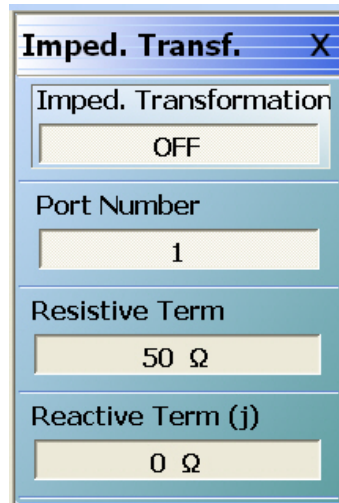 Imped. Transf. X
Imped. Transformation
OFF
Port Number
1
Resistive Term
50 Ω
Reactive Term (j)
0 Ω